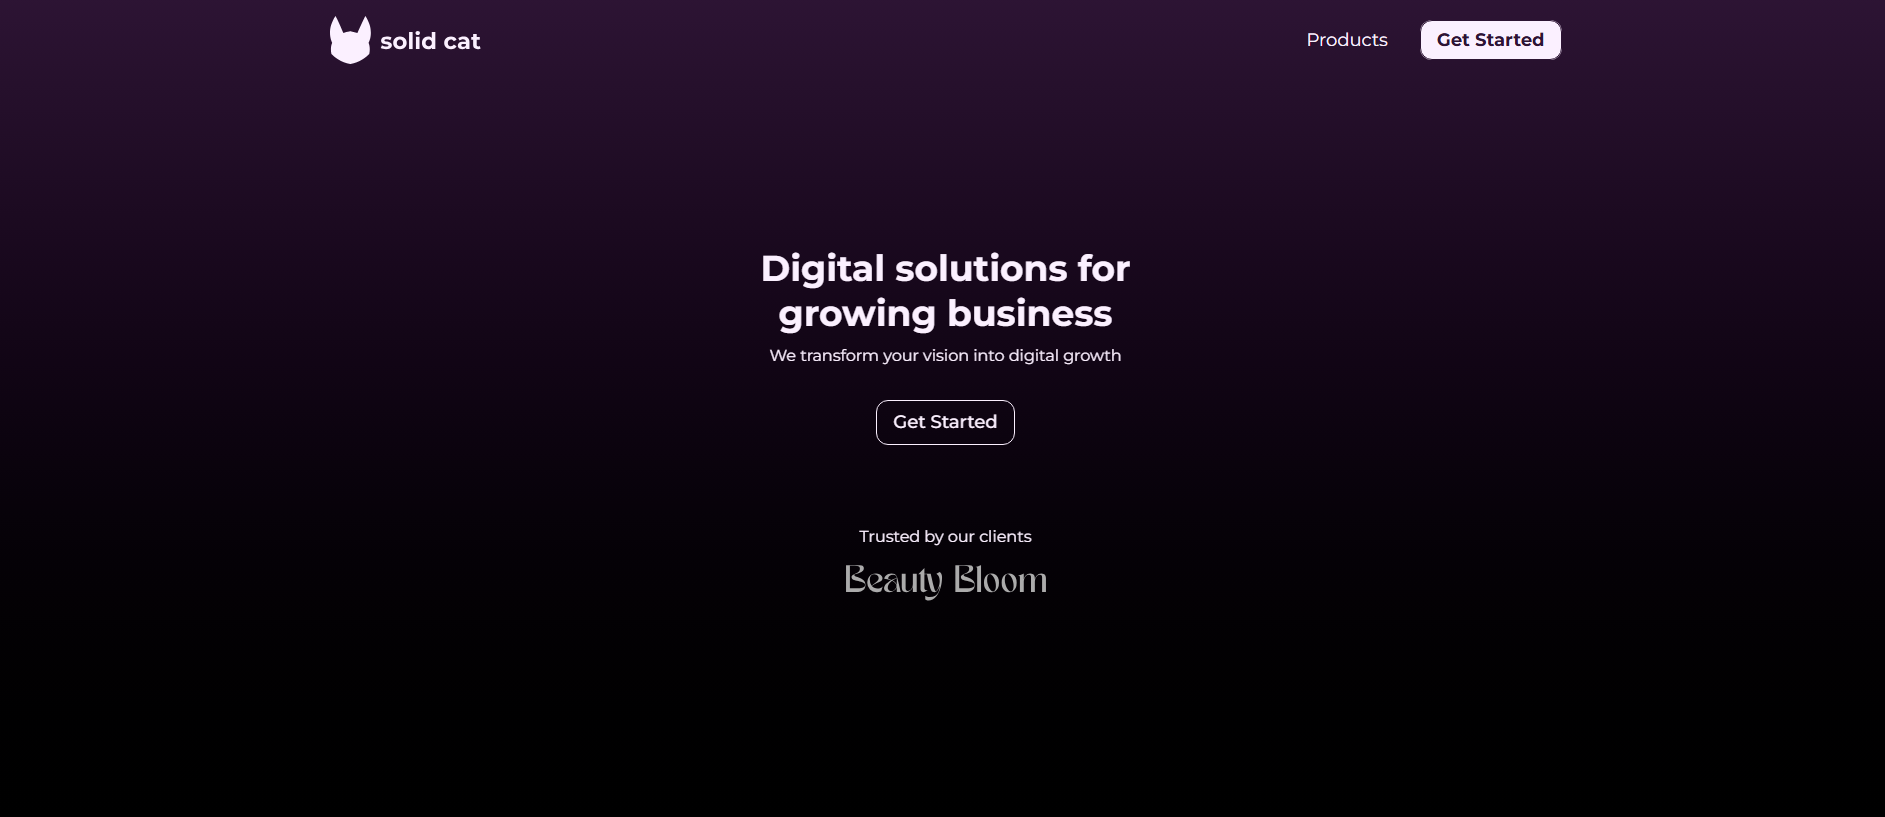 solid cat
Products
Get Started
Digital solutions for
growing business
We transform your vision into digital growth
Get Started
Trusted by our clients
Beauty Bloom